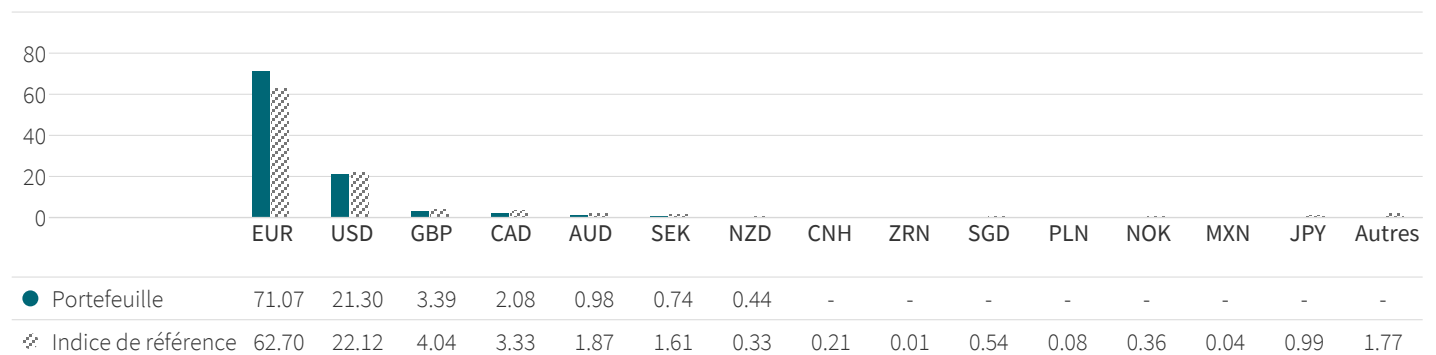 80
60
40
20
0
EUR USD GBP CAD AUD SEK NZD CNH ZRN SGD PLN NOK MXN JPY Autres
Portefeuille 71.07 21.30 3.39 2.08 0.98 0.74 0.44 - - - - - - - -
Indice de référence 62.70 22.12 4.04 3.33 1.87 1.61 0.33 0.21 0.01 0.54 0.08 0.36 0.04 0.99 1.77